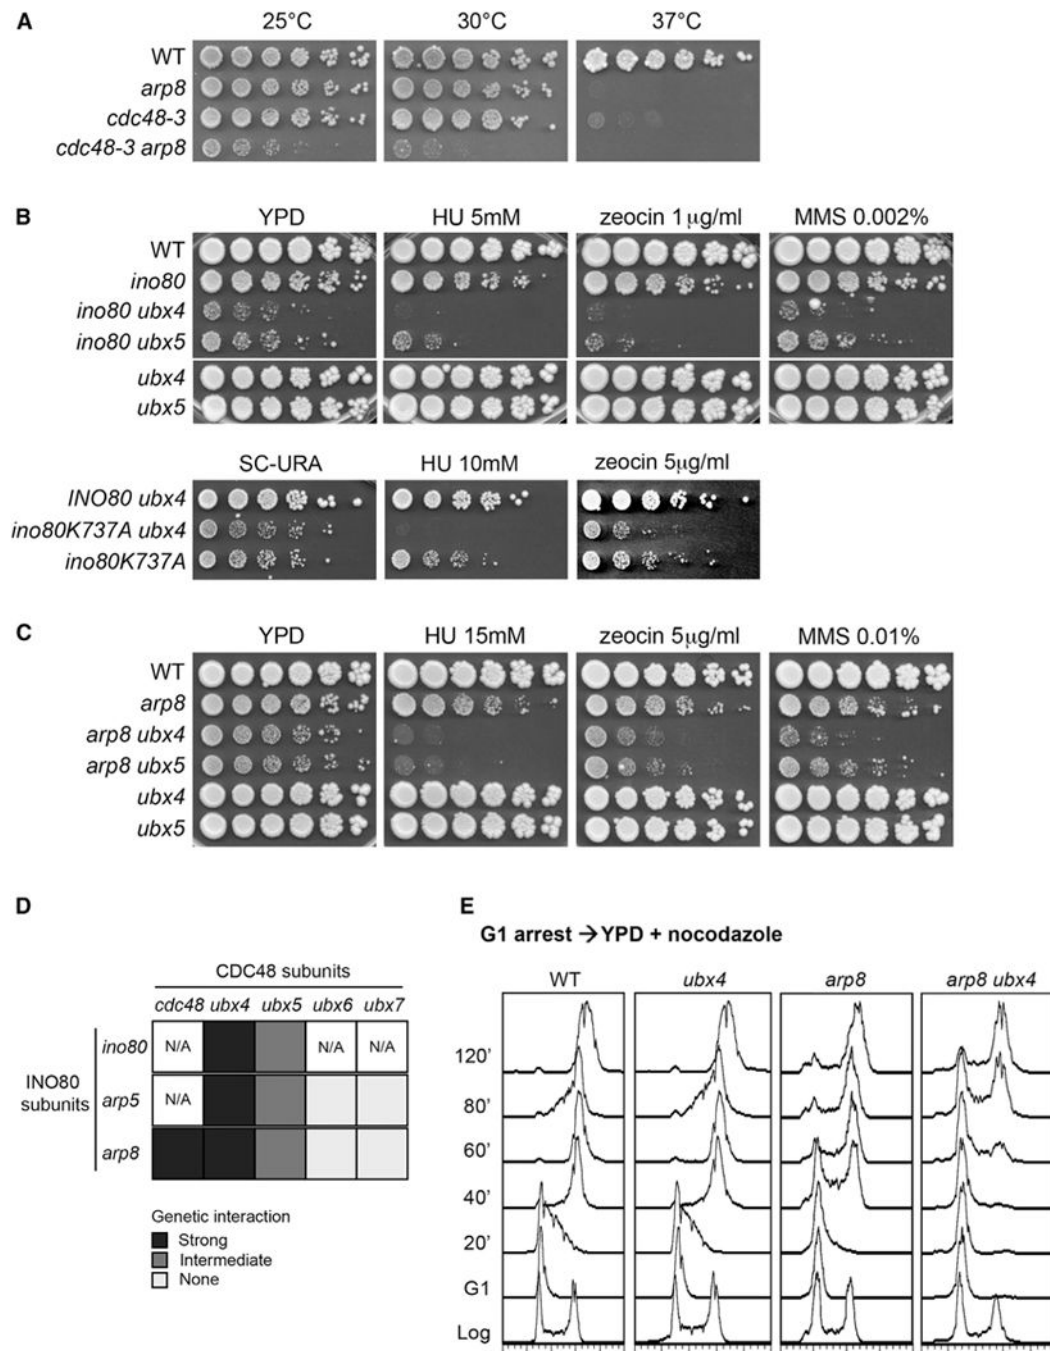 A
25°C 30°C 37°C
WT
arp8
cdc48-3
cdc48-3 arp8
B
YPD HU 5mM zeocin 1 µg/ml MMS 0.002%
WT
ino80
ino80 ubx4
ino80 ubx5
ubx4
ubx5
SC-URA HU 10mM zeocin 5µg/ml
INO80 ubx4
ino80K737A ubx4
ino80K737A
C
YPD HU 15mM zeocin 5µg/ml MMS 0.01%
WT
arp8
arp8 ubx4
arp8 ubx5
ubx4
ubx5
D
CDC48 subunits
cdc48 ubx4 ubx5 ubx6 ubx7
INO80 subunits
ino80 N/A N/A N/A
arp5 N/A
arp8
Genetic interaction
Strong
Intermediate
None
E
G1 arrest → YPD + nocodazole
WT ubx4 arp8 arp8 ubx4
120'
80'
60'
40'
20'
G1
Log